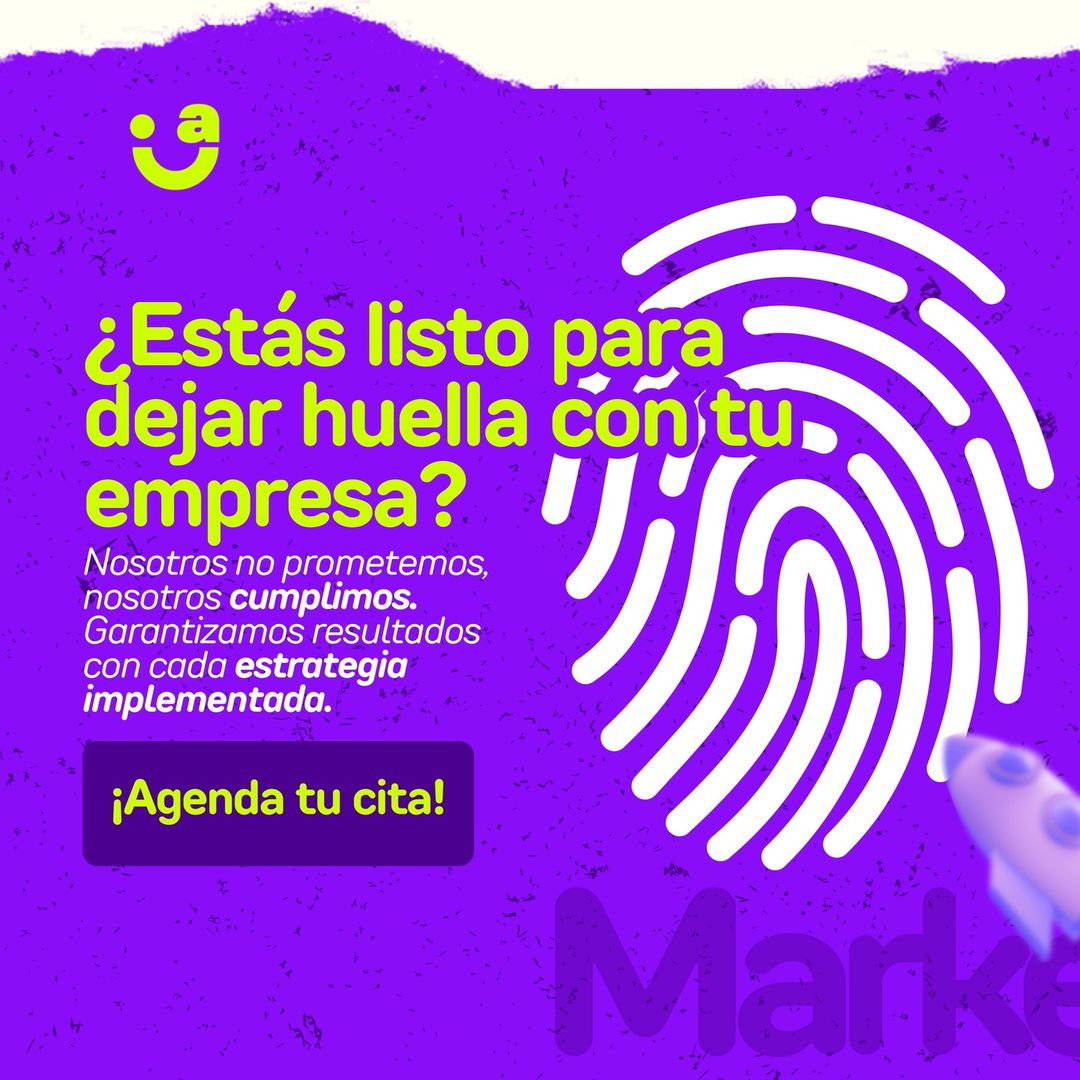 a
¿Estás listo para
dejar huella con tu
empresa?
Nosotros no prometemos,
nosotros cumplimos.
Garantizamos resultados
con cada estrategia
implementada.
¡Agenda tu cita!
Marke